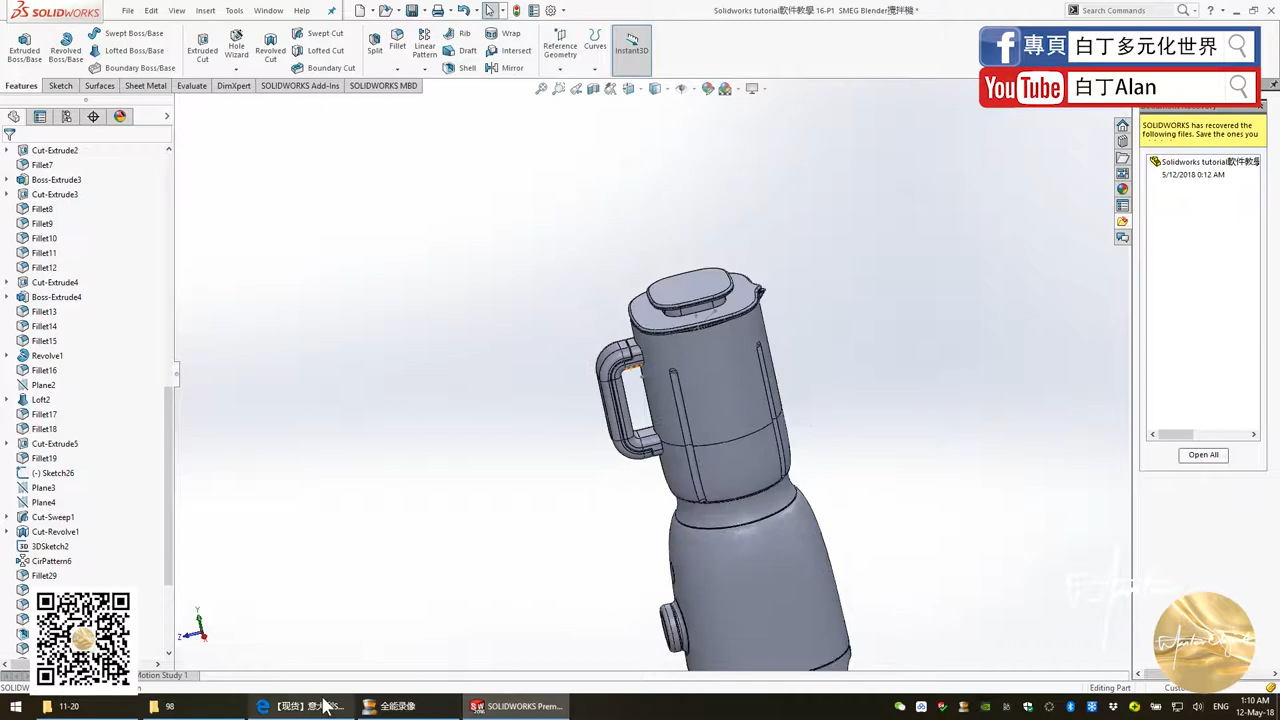 SOLIDWORKS
File
Edit
View
Insert
Tools
Window
Help
Solidworks tutorial軟件教學 16-P1 SMEG Blender攪拌機 *
Search Commands
Extruded Boss/Base
Revolved Boss/Base
Swept Boss/Base
Lofted Boss/Base
Boundary Boss/Base
Extruded Cut
Hole Wizard
Revolved Cut
Swept Cut
Lofted Cut
Boundary Cut
Split
Fillet
Linear Pattern
Rib
Draft
Shell
Wrap
Intersect
Mirror
Reference Geometry
Curves
Instant3D
專頁
白丁多元化世界
YouTube
白丁Alan
Features
Sketch
Surfaces
Sheet Metal
Evaluate
DimXpert
SOLIDWORKS Add-Ins
SOLIDWORKS MBD
Cut-Extrude2
Fillet7
Boss-Extrude3
Cut-Extrude3
Fillet8
Fillet9
Fillet10
Fillet11
Fillet12
Cut-Extrude4
Boss-Extrude4
Fillet13
Fillet14
Fillet15
Revolve1
Fillet16
Plane2
Loft2
Fillet17
Fillet18
Cut-Extrude5
Fillet19
(-) Sketch26
Plane3
Plane4
Cut-Sweep1
Cut-Revolve1
3DSketch2
CirPattern6
Fillet29
SOLIDWORKS has recovered the
following files. Save the ones you
Solidworks tutorial軟件教學
5/12/2018 0:12 AM
Open All
Y
Z
Motion Study 1
Editing Part
11-20
98
【现货】意大
全能录像
SOLIDWORKS Prem...
ENG
1:10 AM
12-May-18